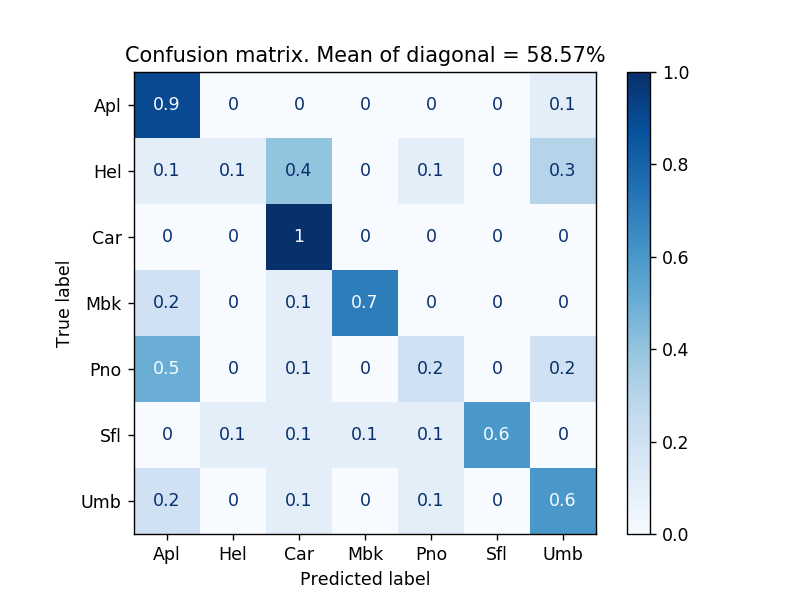 Confusion matrix. Mean of diagonal = 58.57%
True label
Apl 0.9 0 0 0 0 0 0.1
Hel 0.1 0.1 0.4 0 0.1 0 0.3
Car 0 0 1 0 0 0 0
Mbk 0.2 0 0.1 0.7 0 0 0
Pno 0.5 0 0.1 0 0.2 0 0.2
Sfl 0 0.1 0.1 0.1 0.1 0.6 0
Umb 0.2 0 0.1 0 0.1 0 0.6
Apl Hel Car Mbk Pno Sfl Umb
Predicted label
1.0
0.8
0.6
0.4
0.2
0.0